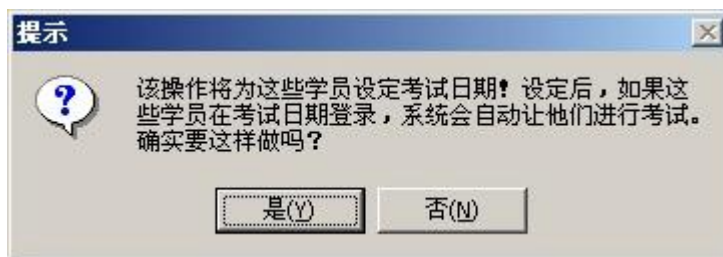 提示
该操作将为这些学员设定考试日期！设定后，如果这
些学员在考试日期登录，系统会自动让他们进行考试。
确实要这样做吗？
是(Y)
否(N)